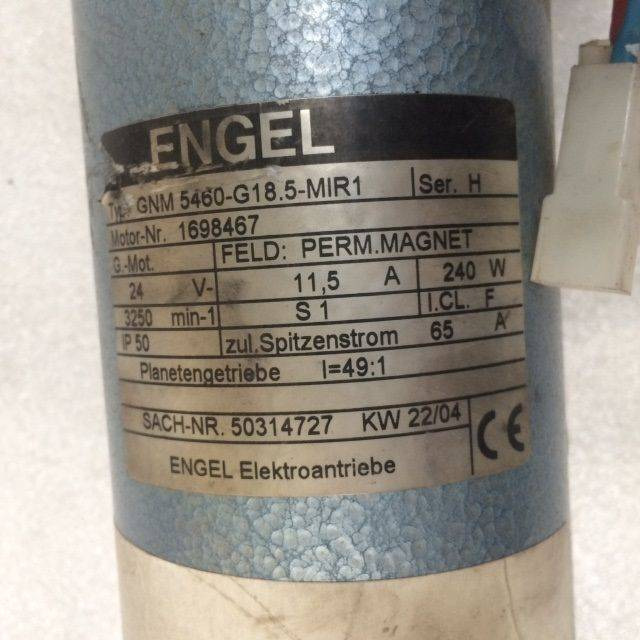 ENGEL
Typ GNM 5460-G18.5-MIR1 Ser. H
Motor-Nr. 1698467
G.-Mot. FELD: PERM.MAGNET
24 V- 11,5 A 240 W
3250 min-1 S1 I.CL. F
IP 50 zul.Spitzenstrom 65 A
Planetengetriebe I=49:1
SACH-NR. 50314727 KW 22/04
CE
ENGEL Elektroantriebe